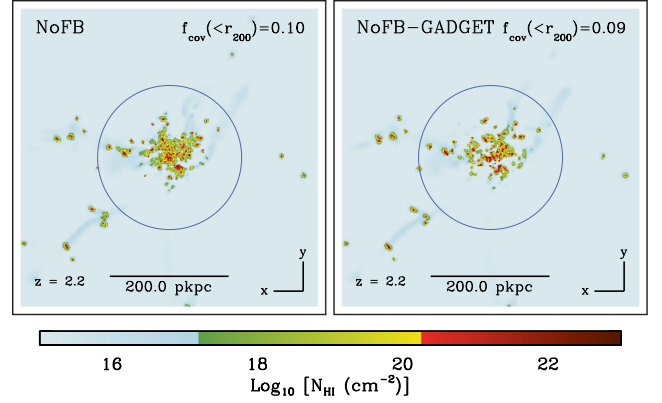 NoFB f_cov(<r_200)=0.10
z = 2.2 200.0 pkpc x y
NoFB-GADGET f_cov(<r_200)=0.09
z = 2.2 200.0 pkpc x y
16 18 20 22
Log_10 [N_HI (cm^-2)]